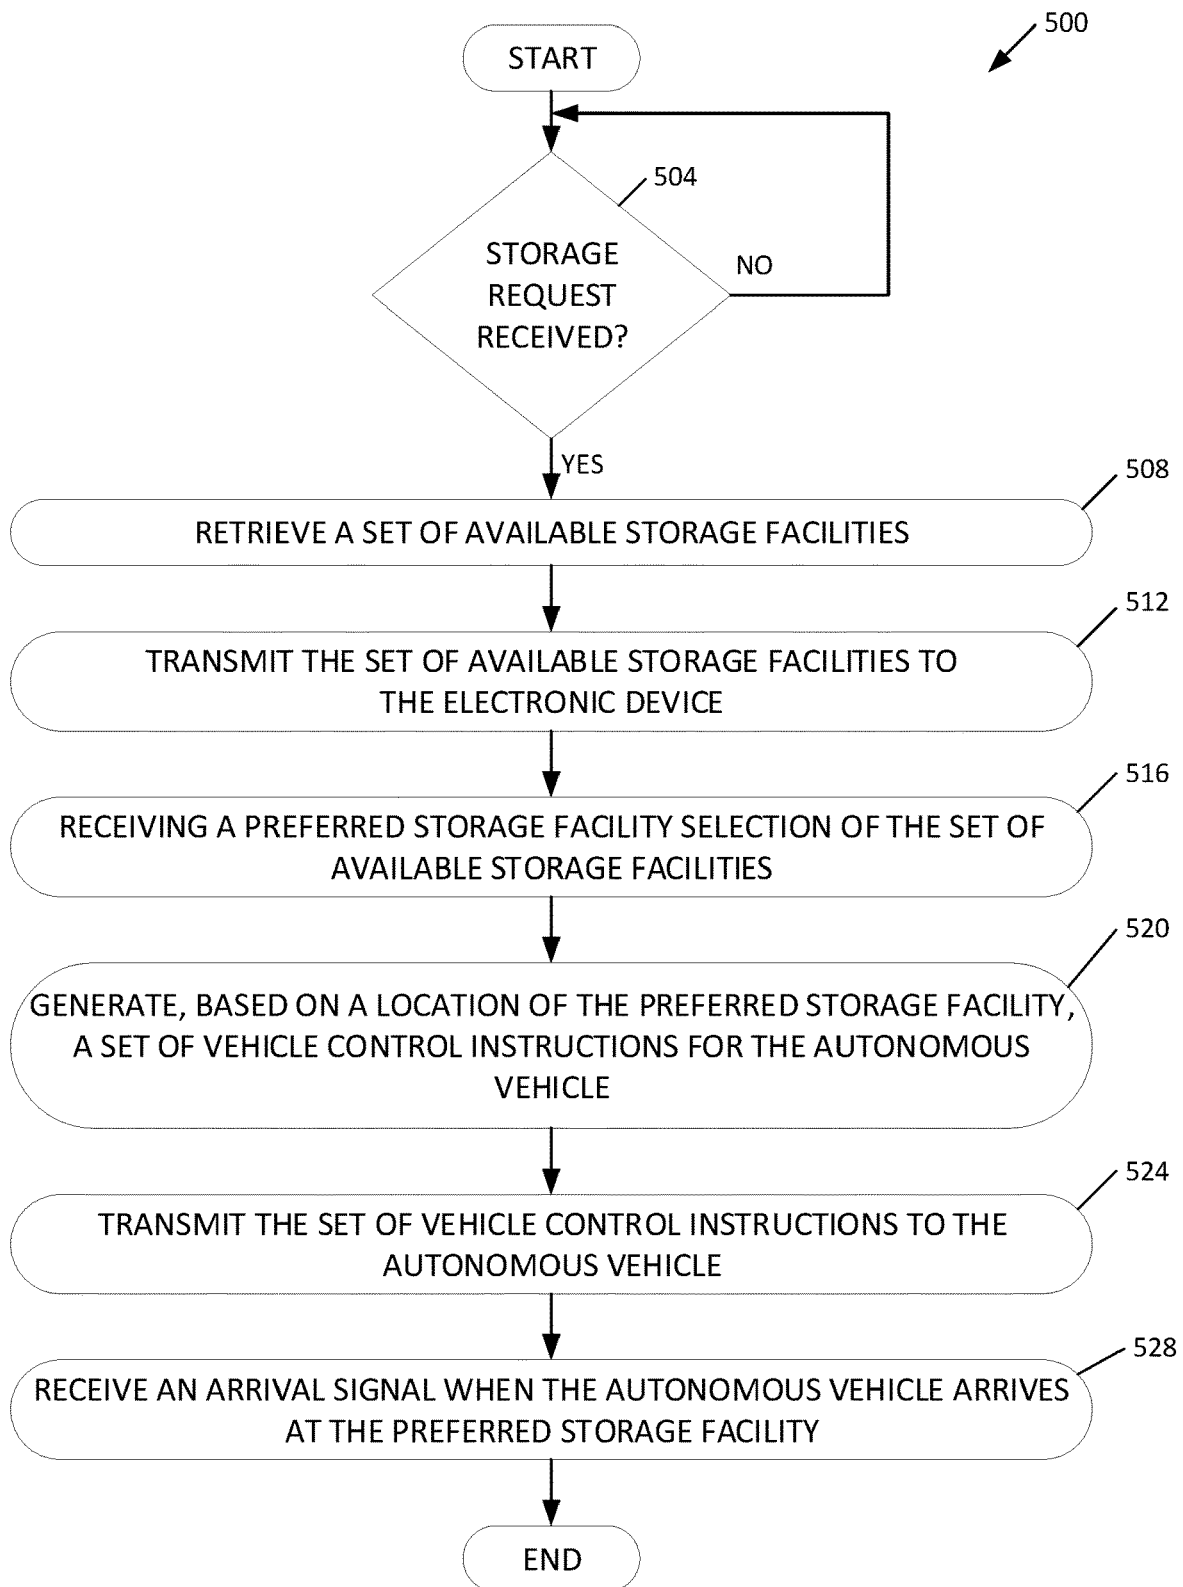 500
START
504
STORAGE
REQUEST
RECEIVED?
NO
YES
508
RETRIEVE A SET OF AVAILABLE STORAGE FACILITIES
512
TRANSMIT THE SET OF AVAILABLE STORAGE FACILITIES TO
THE ELECTRONIC DEVICE
516
RECEIVING A PREFERRED STORAGE FACILITY SELECTION OF THE SET OF
AVAILABLE STORAGE FACILITIES
520
GENERATE, BASED ON A LOCATION OF THE PREFERRED STORAGE FACILITY,
A SET OF VEHICLE CONTROL INSTRUCTIONS FOR THE AUTONOMOUS
VEHICLE
524
TRANSMIT THE SET OF VEHICLE CONTROL INSTRUCTIONS TO THE
AUTONOMOUS VEHICLE
528
RECEIVE AN ARRIVAL SIGNAL WHEN THE AUTONOMOUS VEHICLE ARRIVES
AT THE PREFERRED STORAGE FACILITY
END